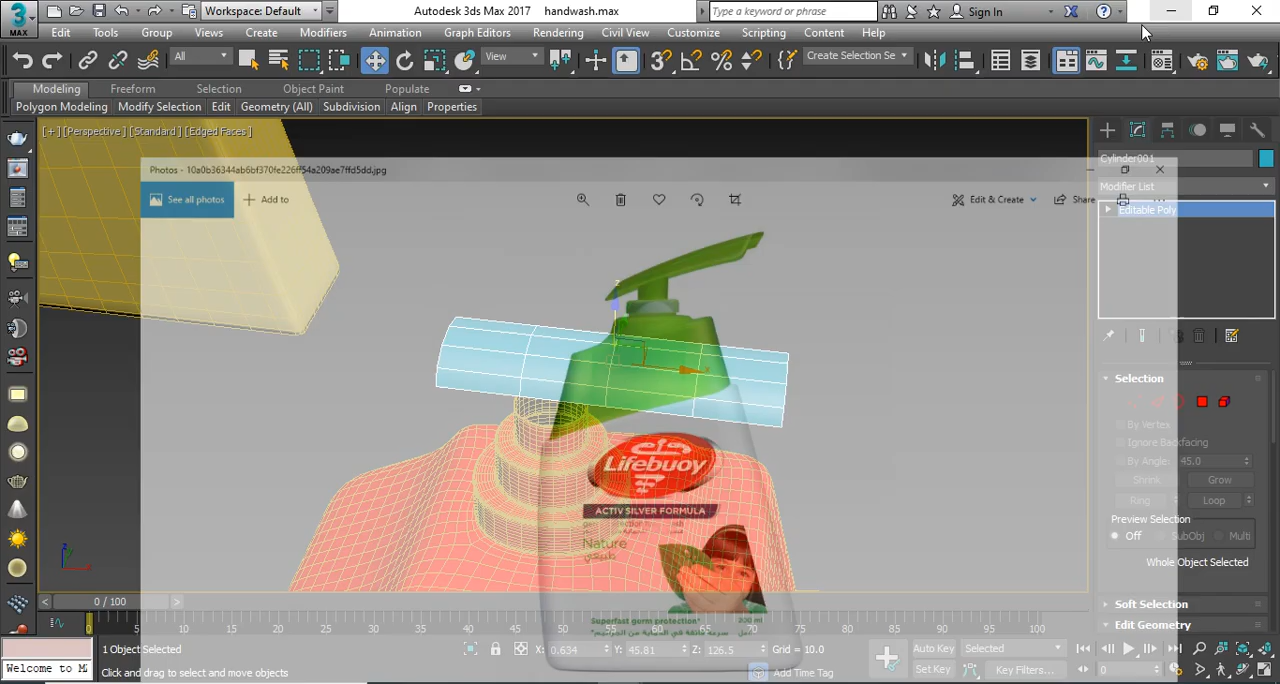 3 MAX Workspace: Default Autodesk 3ds Max 2017 handwash.max Type a keyword or phrase Sign In
Edit Tools Group Views Create Modifiers Animation Graph Editors Rendering Civil View Customize Scripting Content Help
All View Create Selection Se
Modeling Freeform Selection Object Paint Populate
Polygon Modeling Modify Selection Edit Geometry (All) Subdivision Align Properties
[+] [Perspective] [Standard] [Edged Faces]
Cylinder001
Photos - 10a0b36344ab6bf370fe226ff54a209ae7ffd5dd.jpg
Modifier List
See all photos Add to Edit & Create Share
Editable Poly
Selection
By Vertex
Ignore Backfacing
By Angle: 45.0
Shrink Grow
Ring Loop
Preview Selection
Off SubObj Multi
Whole Object Selected
Soft Selection
Edit Geometry
Lifebuoy
ACTIV SILVER FORMULA
Nature
طبيعي
Superfast germ protection*
200 ml
0 / 100
0 5 10 15 20 25 30 35 40 45 50 55 60 65 70 75 80 85 90 95 100
1 Object Selected X: 0.634 Y: 45.81 Z: 126.5 Grid = 10.0 Auto Key Selected
Welcome to M Click and drag to select and move objects Add Time Tag Set Key Key Filters... 0